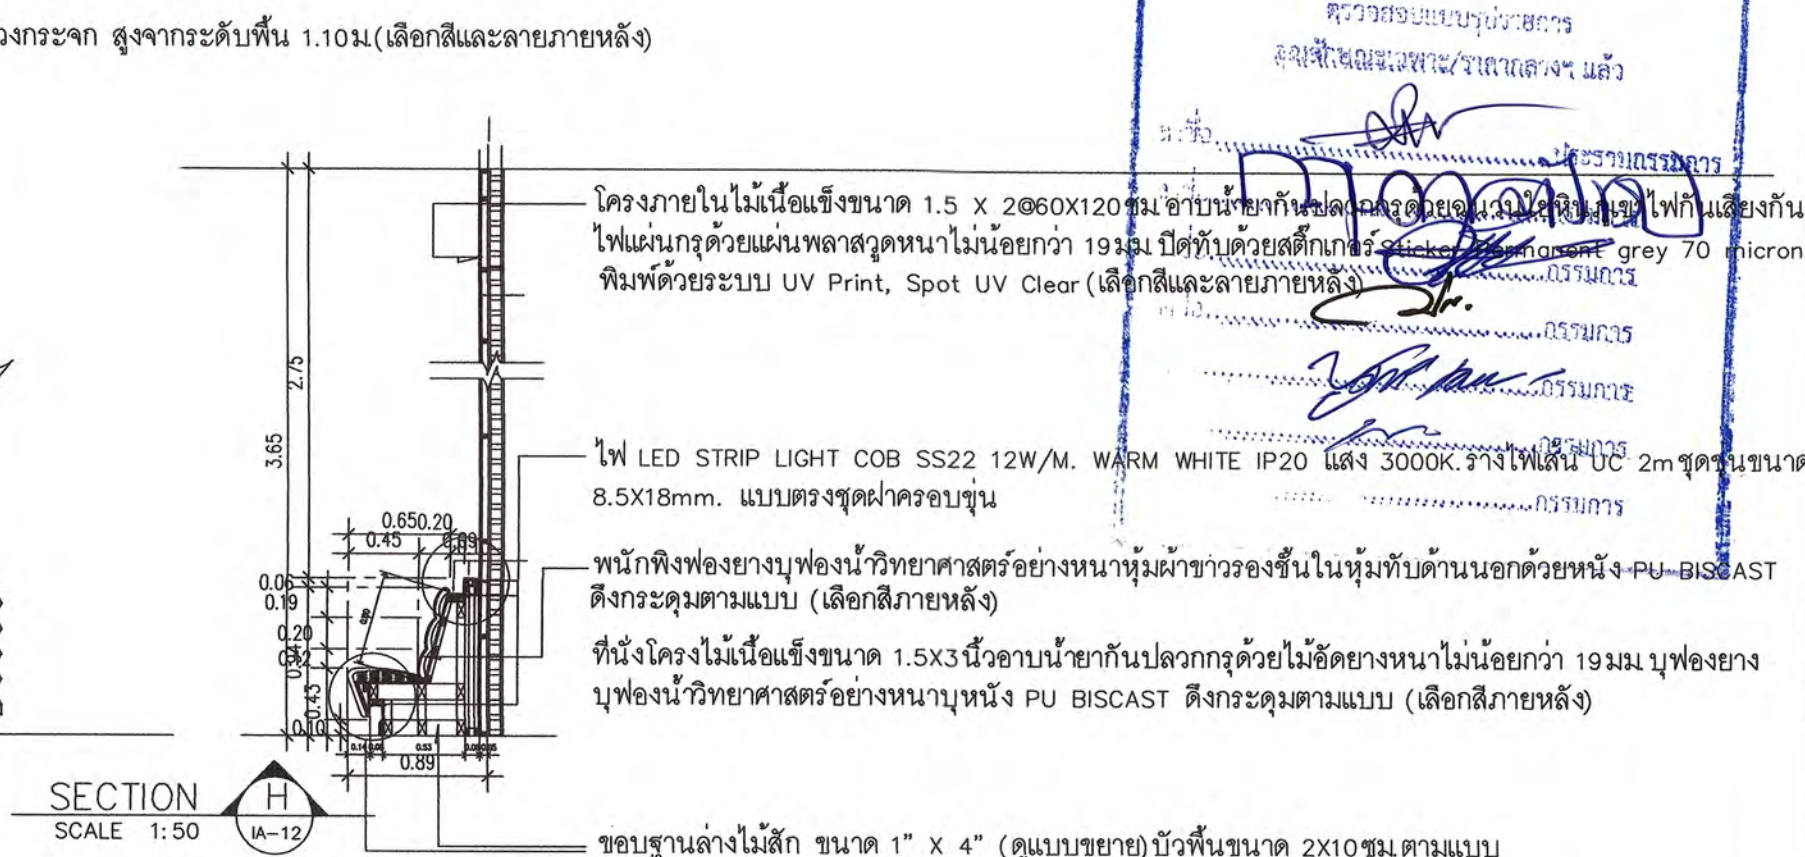 วงกระจก สูงจากระดับพื้น 1.10ม.(เลือกสีและลายภายหลัง)
ตรวจสอบแบบรูปรายการ
คุณลักษณะเฉพาะ/ราคากลางฯ แล้ว
ลงชื่อ ประธานกรรมการ
กรรมการ
กรรมการ
กรรมการ
กรรมการ
กรรมการ
โครงภายในไม้เนื้อแข็งขนาด 1.5 X 2@60X120 ซม. อาบน้ำยากันปลวกกรุด้วยฉนวนใยหินภูเขาไฟกันเสียงกัน
ไฟแผ่นกรุด้วยแผ่นพลาสวูดหนาไม่น้อยกว่า 19มม. ปิดทับด้วยสติ๊กเกอร์ Sticker Permanent grey 70 micron
พิมพ์ด้วยระบบ UV Print, Spot UV Clear (เลือกสีและลายภายหลัง)
2.75
3.65
ไฟ LED STRIP LIGHT COB SS22 12W/M. WARM WHITE IP20 แสง 3000K. รางไฟเส้น UC 2m ชุดขุ่นขนาด
8.5X18mm. แบบตรงชุดฝาครอบขุ่น
0.65 0.20
0.45 0.09
0.06
0.19
0.20
0.43
0.10
พนักพิงฟองยางบุฟองน้ำวิทยาศาสตร์อย่างหนาหุ้มผ้าขาวรองชั้นในหุ้มทับด้านนอกด้วยหนัง PU BISCAST
ดึงกระดุมตามแบบ (เลือกสีภายหลัง)
ที่นั่งโครงไม้เนื้อแข็งขนาด 1.5X3นิ้วอาบน้ำยากันปลวกกรุด้วยไม้อัดยางหนาไม่น้อยกว่า 19มม. บุฟองยาง
บุฟองน้ำวิทยาศาสตร์อย่างหนาบุหนัง PU BISCAST ดึงกระดุมตามแบบ (เลือกสีภายหลัง)
0.14 0.53
0.89
SECTION H
SCALE 1:50 IA-12
ขอบฐานล่างไม้สัก ขนาด 1" X 4" (ดูแบบขยาย) บัวพื้นขนาด 2X10ซม.ตามแบบ